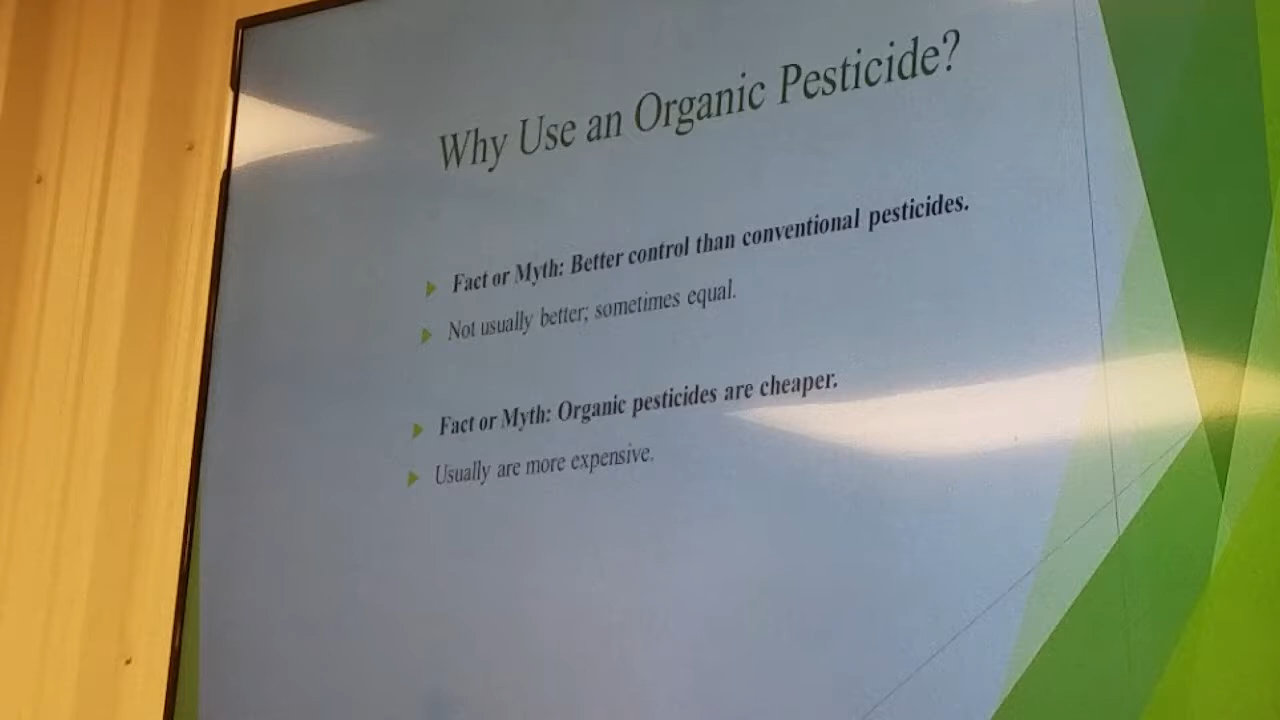 Why Use an Organic Pesticide?
Fact or Myth: Better control than conventional pesticides.
Not usually better; sometimes equal.
Fact or Myth: Organic pesticides are cheaper.
Usually are more expensive.